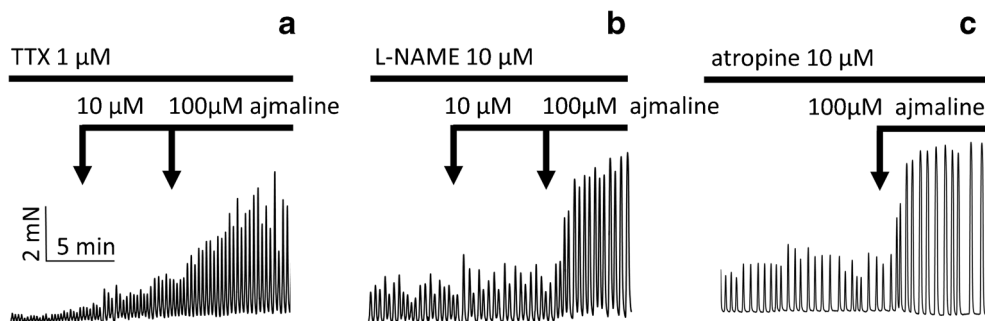 a
TTX 1 μM
10 μM 100μM ajmaline
2 mN
5 min
b
L-NAME 10 μM
10 μM 100μM ajmaline
c
atropine 10 μM
100μM ajmaline